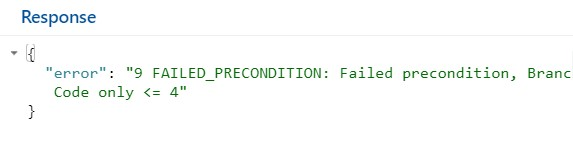 Response
{
"error": "9 FAILED_PRECONDITION: Failed precondition, Branc
Code only <= 4"
}